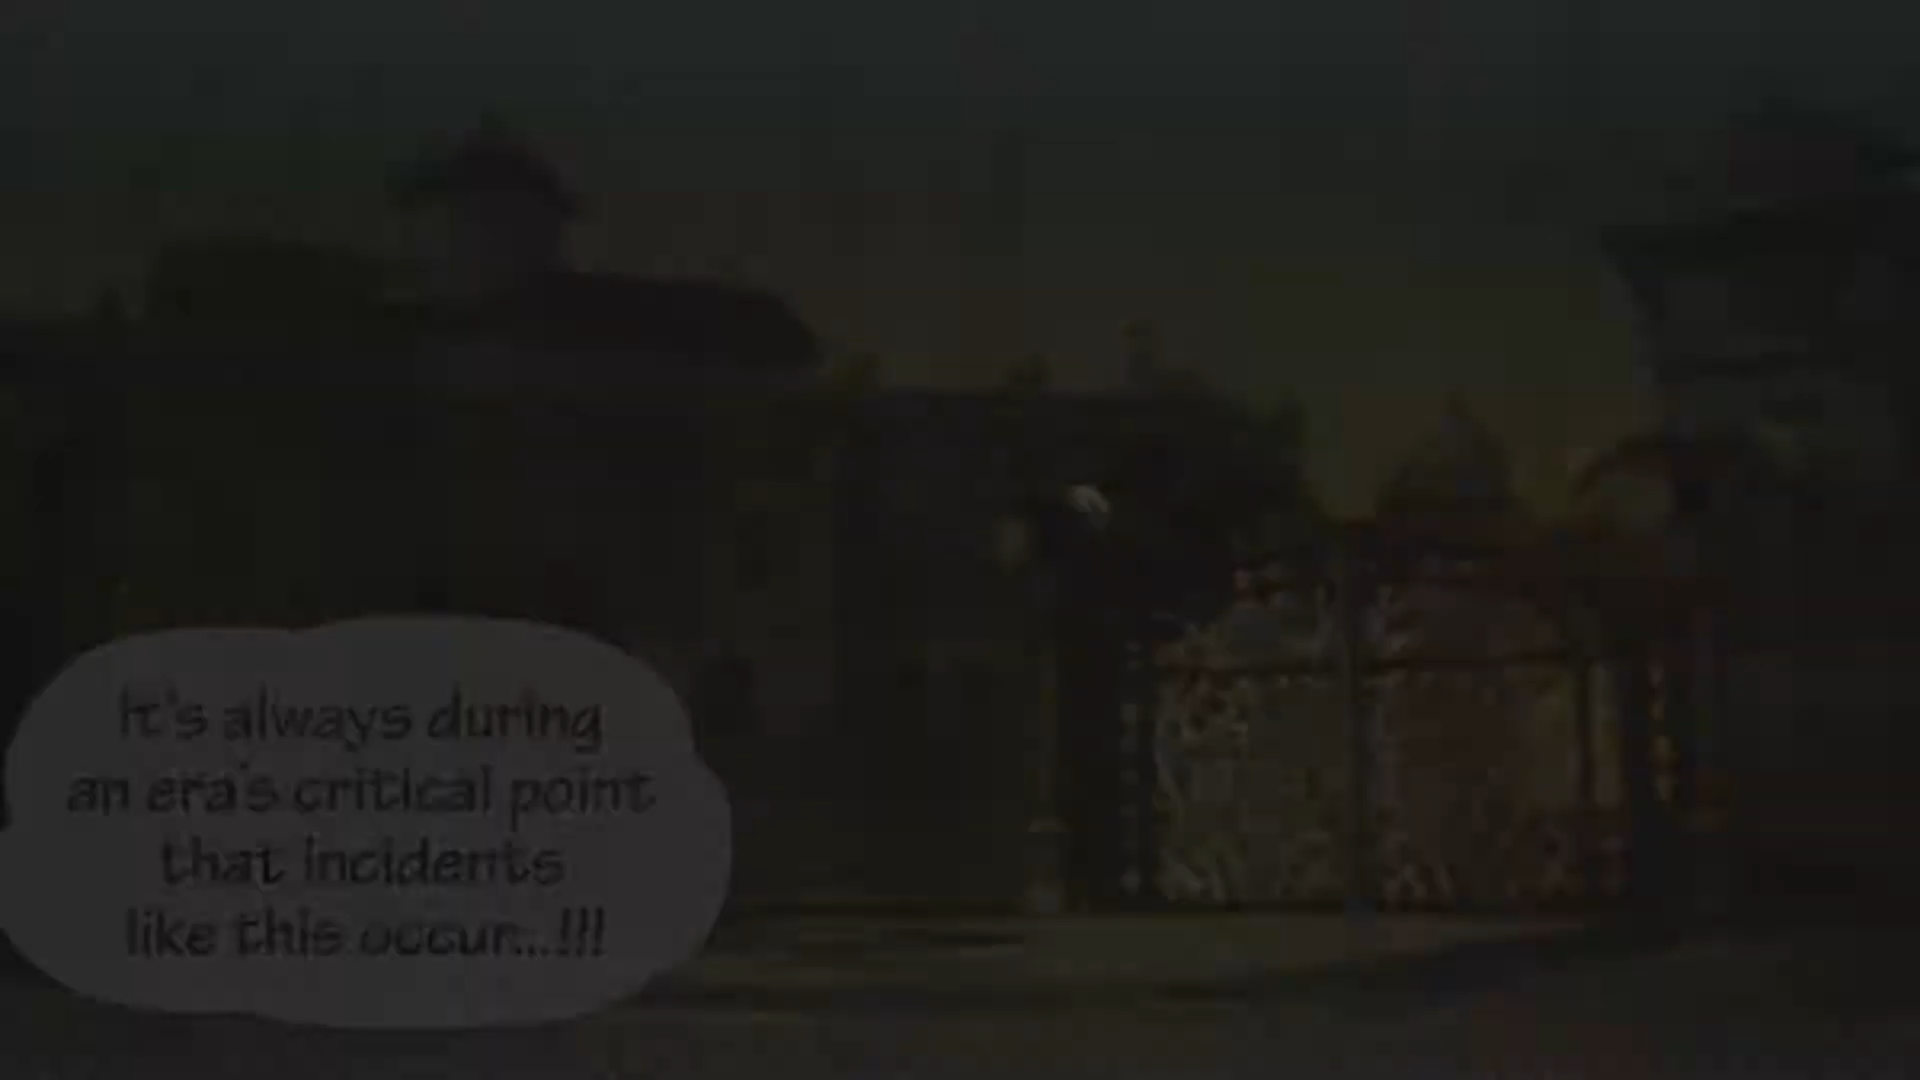 It's always during
an era's critical point
that incidents
like this occur...!!!